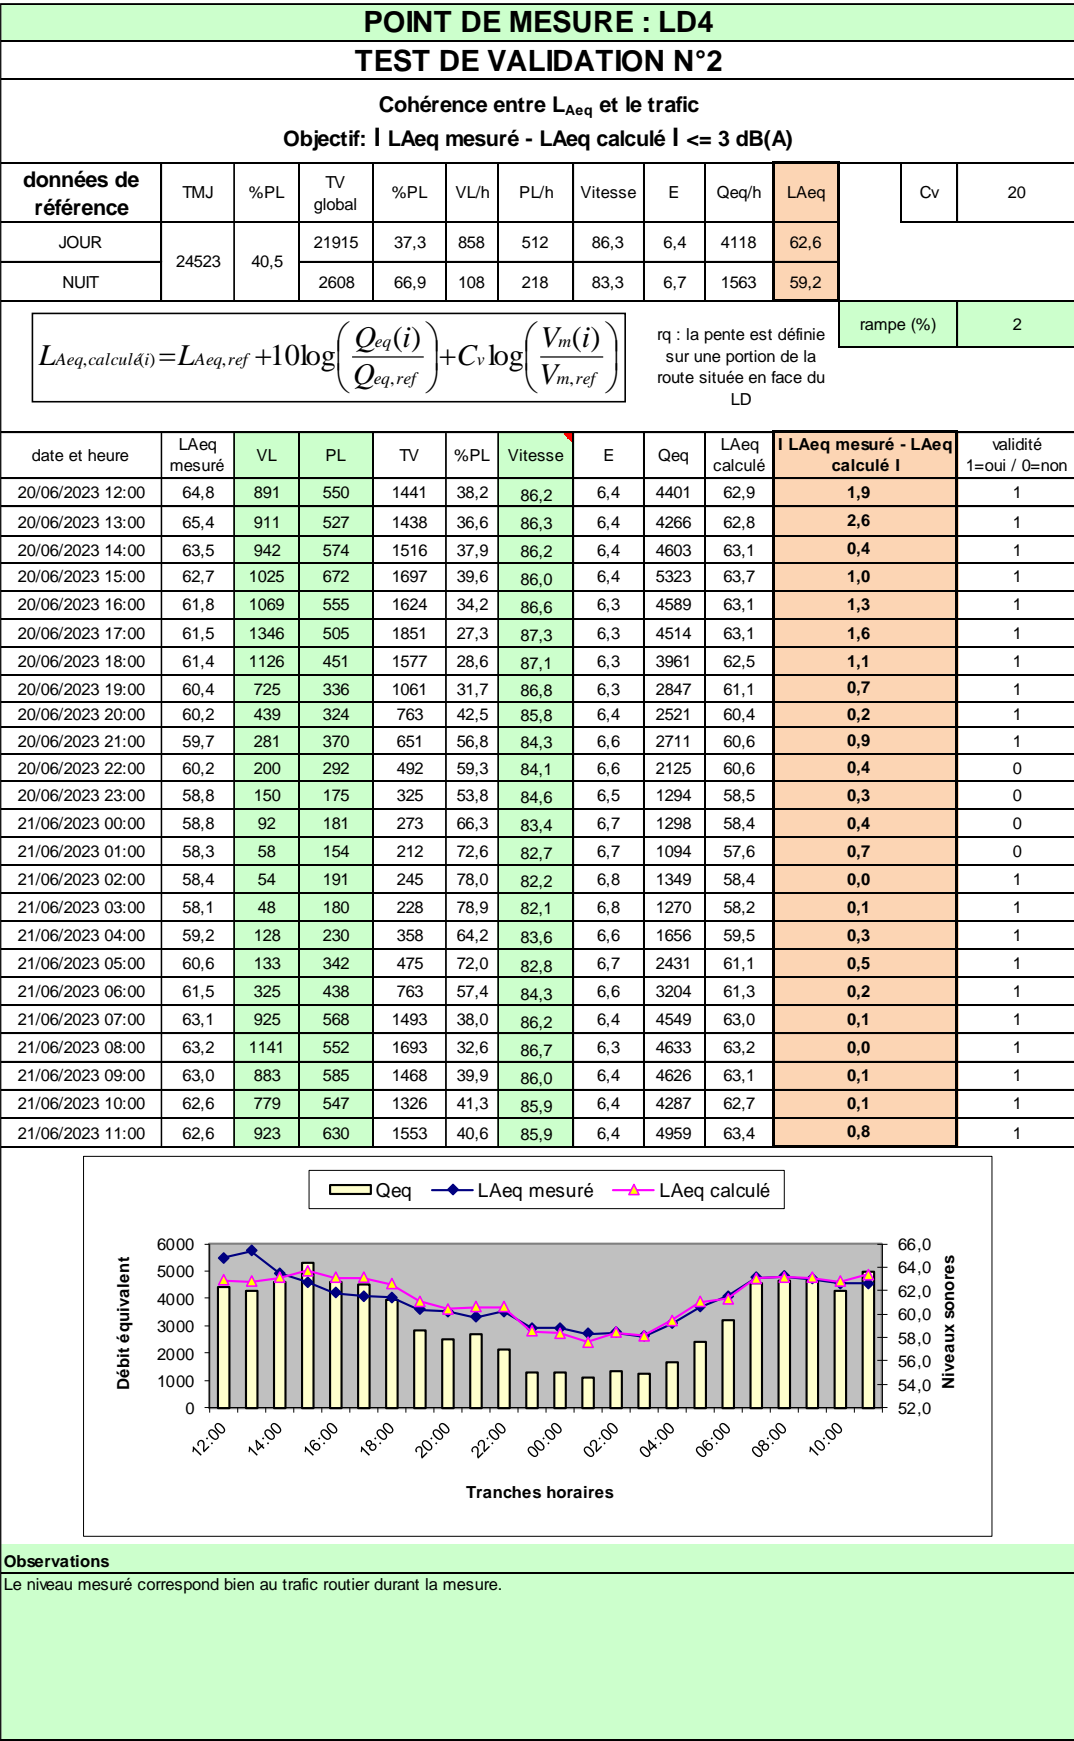 POINT DE MESURE : LD4
TEST DE VALIDATION N°2
Cohérence entre LAeq et le trafic
Objectif: I LAeq mesuré - LAeq calculé I <= 3 dB(A)
données de référence TMJ %PL TV global %PL VL/h PL/h Vitesse E Qeq/h LAeq Cv 20
JOUR 24523 40,5 21915 37,3 858 512 86,3 6,4 4118 62,6
NUIT 2608 66,9 108 218 83,3 6,7 1563 59,2
rampe (%) 2
LAeq,calculé(i) = LAeq,ref + 10log(Qeq(i) / Qeq,ref) + Cv log(Vm(i) / Vm,ref)
rq : la pente est définie
sur une portion de la
route située en face du
LD
date et heure LAeq mesuré VL PL TV %PL Vitesse E Qeq LAeq calculé I LAeq mesuré - LAeq calculé I validité 1=oui / 0=non
20/06/2023 12:00 64,8 891 550 1441 38,2 86,2 6,4 4401 62,9 1,9 1
20/06/2023 13:00 65,4 911 527 1438 36,6 86,3 6,4 4266 62,8 2,6 1
20/06/2023 14:00 63,5 942 574 1516 37,9 86,2 6,4 4603 63,1 0,4 1
20/06/2023 15:00 62,7 1025 672 1697 39,6 86,0 6,4 5323 63,7 1,0 1
20/06/2023 16:00 61,8 1069 555 1624 34,2 86,6 6,3 4589 63,1 1,3 1
20/06/2023 17:00 61,5 1346 505 1851 27,3 87,3 6,3 4514 63,1 1,6 1
20/06/2023 18:00 61,4 1126 451 1577 28,6 87,1 6,3 3961 62,5 1,1 1
20/06/2023 19:00 60,4 725 336 1061 31,7 86,8 6,3 2847 61,1 0,7 1
20/06/2023 20:00 60,2 439 324 763 42,5 85,8 6,4 2521 60,4 0,2 1
20/06/2023 21:00 59,7 281 370 651 56,8 84,3 6,6 2711 60,6 0,9 1
20/06/2023 22:00 60,2 200 292 492 59,3 84,1 6,6 2125 60,6 0,4 0
20/06/2023 23:00 58,8 150 175 325 53,8 84,6 6,5 1294 58,5 0,3 0
21/06/2023 00:00 58,8 92 181 273 66,3 83,4 6,7 1298 58,4 0,4 0
21/06/2023 01:00 58,3 58 154 212 72,6 82,7 6,7 1094 57,6 0,7 0
21/06/2023 02:00 58,4 54 191 245 78,0 82,2 6,8 1349 58,4 0,0 1
21/06/2023 03:00 58,1 48 180 228 78,9 82,1 6,8 1270 58,2 0,1 1
21/06/2023 04:00 59,2 128 230 358 64,2 83,6 6,6 1656 59,5 0,3 1
21/06/2023 05:00 60,6 133 342 475 72,0 82,8 6,7 2431 61,1 0,5 1
21/06/2023 06:00 61,5 325 438 763 57,4 84,3 6,6 3204 61,3 0,2 1
21/06/2023 07:00 63,1 925 568 1493 38,0 86,2 6,4 4549 63,0 0,1 1
21/06/2023 08:00 63,2 1141 552 1693 32,6 86,7 6,3 4633 63,2 0,0 1
21/06/2023 09:00 63,0 883 585 1468 39,9 86,0 6,4 4626 63,1 0,1 1
21/06/2023 10:00 62,6 779 547 1326 41,3 85,9 6,4 4287 62,7 0,1 1
21/06/2023 11:00 62,6 923 630 1553 40,6 85,9 6,4 4959 63,4 0,8 1
Qeq LAeq mesuré LAeq calculé
Débit équivalent
6000
5000
4000
3000
2000
1000
0
66,0
64,0
62,0
60,0
58,0
56,0
54,0
52,0
Niveaux sonores
12:00 14:00 16:00 18:00 20:00 22:00 00:00 02:00 04:00 06:00 08:00 10:00
Tranches horaires
Observations
Le niveau mesuré correspond bien au trafic routier durant la mesure.